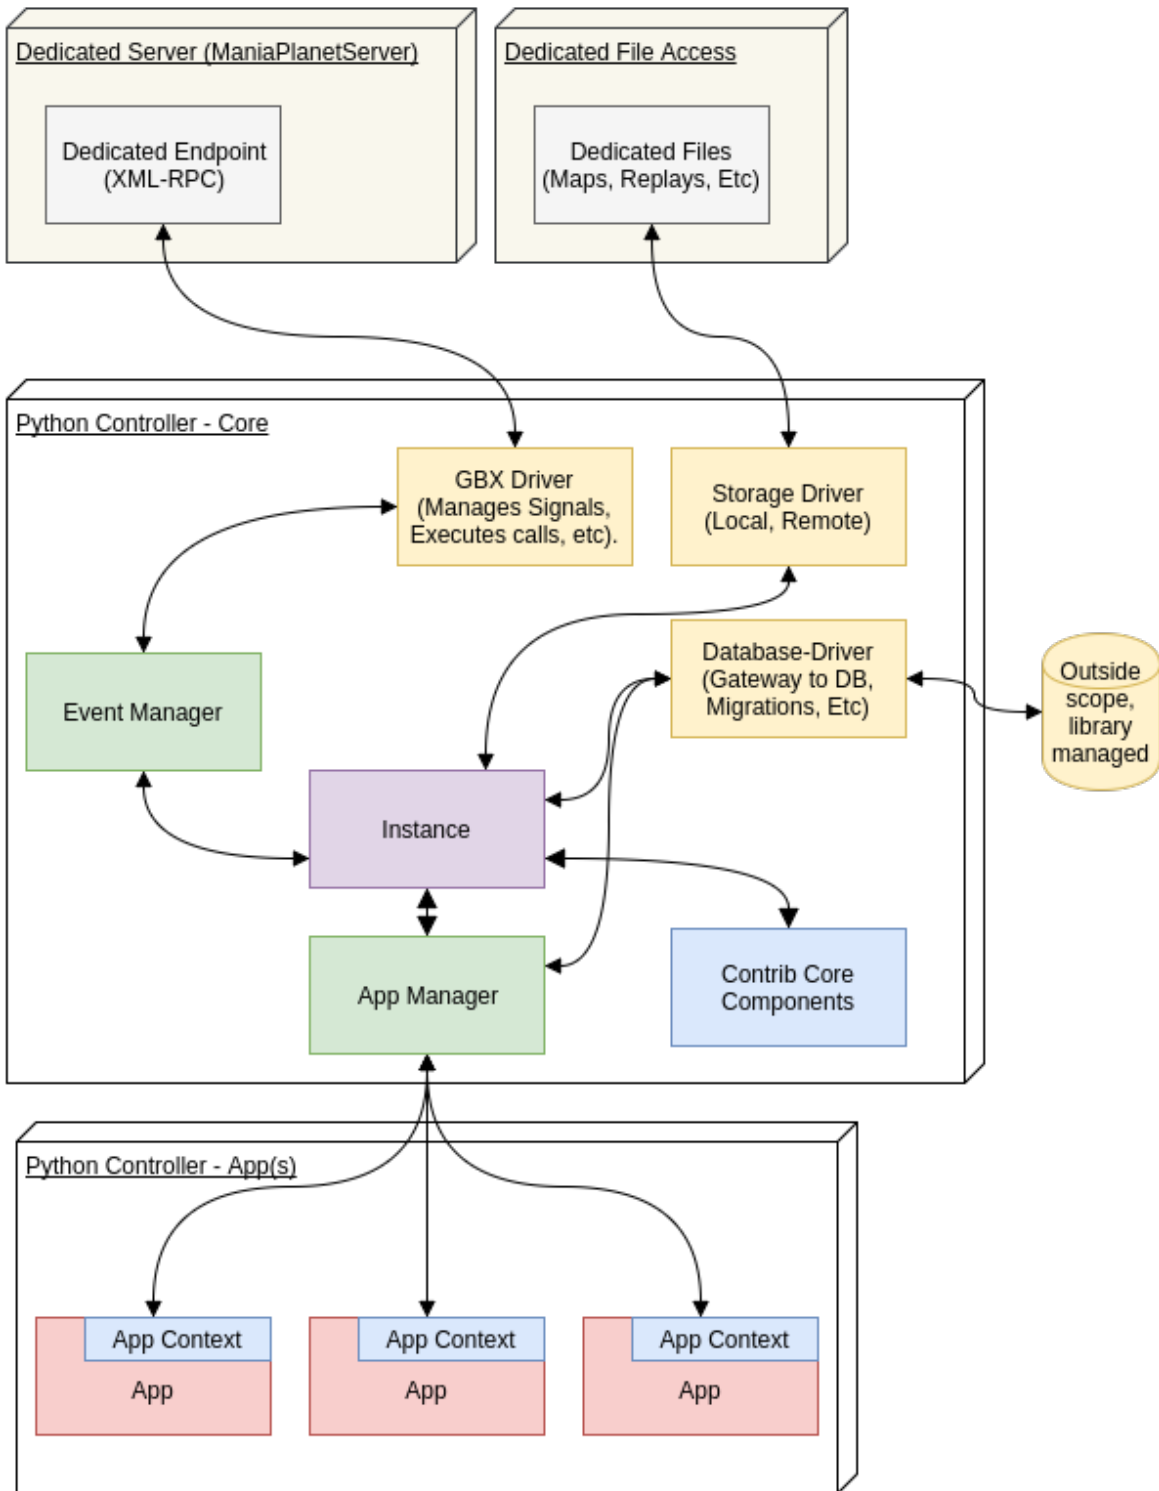 Dedicated Server (ManiaPlanetServer)
Dedicated File Access
Dedicated Endpoint
(XML-RPC)
Dedicated Files
(Maps, Replays, Etc)
Python Controller - Core
GBX Driver
(Manages Signals,
Executes calls, etc).
Storage Driver
(Local, Remote)
Event Manager
Database-Driver
(Gateway to DB,
Migrations, Etc)
Outside
scope,
library
managed
Instance
App Manager
Contrib Core
Components
Python Controller - App(s)
App Context
App
App Context
App
App Context
App